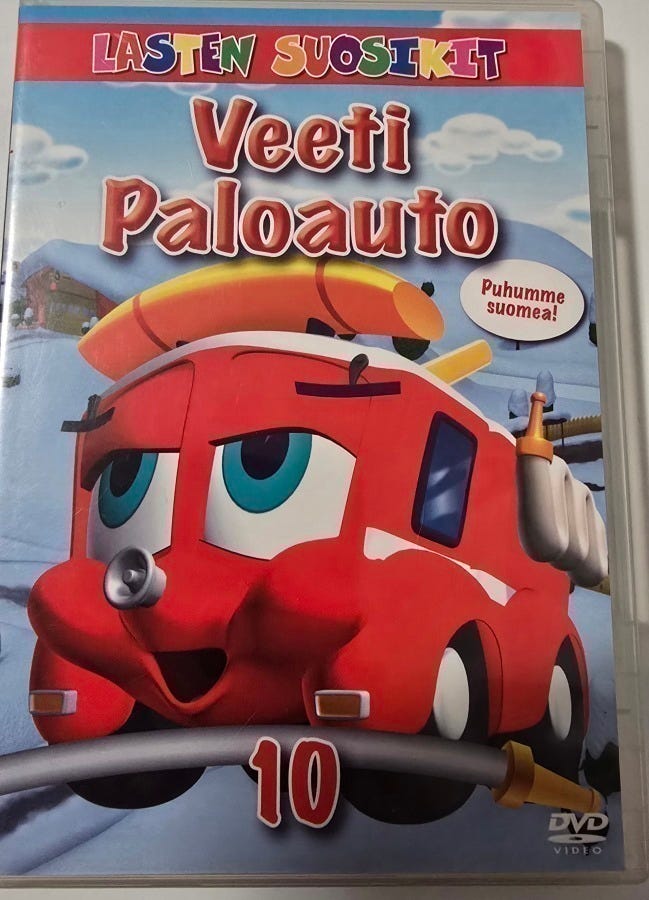 LASTEN SUOSIKIT
Veeti
Paloauto
Puhumme
suomea!
10
DVD
VIDEO